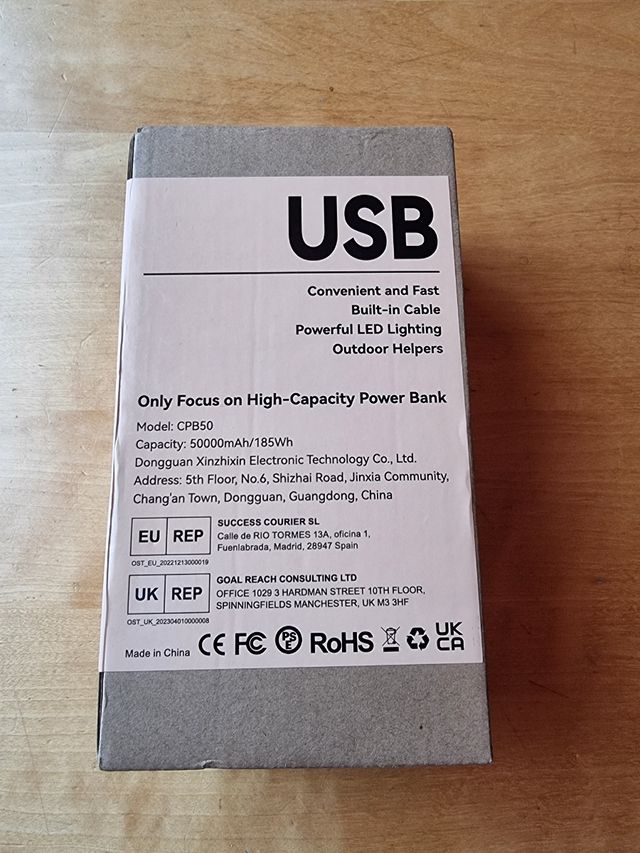 USB
Convenient and Fast
Built-in Cable
Powerful LED Lighting
Outdoor Helpers
Only Focus on High-Capacity Power Bank
Model: CPB50
Capacity: 50000mAh/185Wh
Dongguan Xinzhixin Electronic Technology Co., Ltd.
Address: 5th Floor, No.6, Shizhai Road, Jinxia Community,
Chang'an Town, Dongguan, Guangdong, China
EU REP
SUCCESS COURIER SL
Calle de RIO TORMES 13A, oficina 1,
Fuenlabrada, Madrid, 28947 Spain
OST_EU_20221213000019
UK REP
GOAL REACH CONSULTING LTD
OFFICE 1029 3 HARDMAN STREET 10TH FLOOR,
SPINNINGFIELDS MANCHESTER, UK M3 3HF
OST_UK_202304010000008
Made in China CE FC PSE RoHS UK
CA